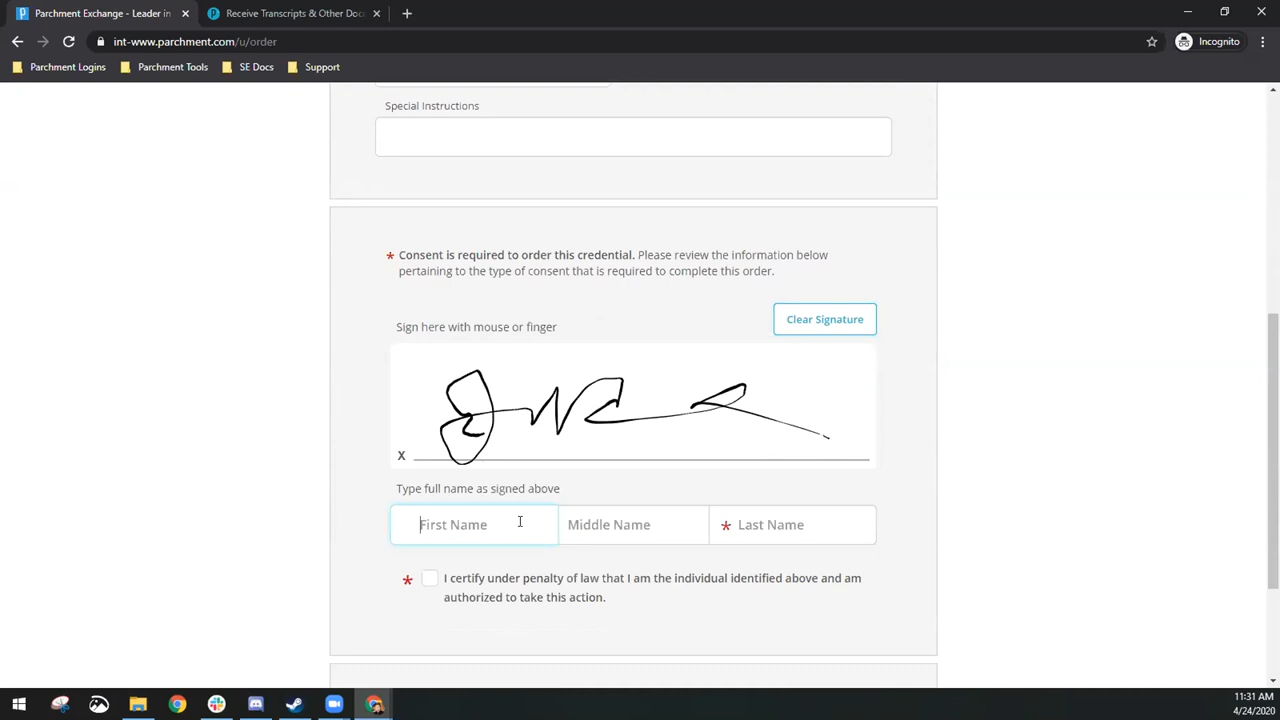 Parchment Exchange - Leader in
Receive Transcripts & Other Doc
int-www.parchment.com/u/order
Incognito
Parchment Logins
Parchment Tools
SE Docs
Support
Special Instructions
* Consent is required to order this credential. Please review the information below
pertaining to the type of consent that is required to complete this order.
Clear Signature
Sign here with mouse or finger
X
Type full name as signed above
First Name
Middle Name
* Last Name
* I certify under penalty of law that I am the individual identified above and am
authorized to take this action.
11:31 AM
4/24/2020